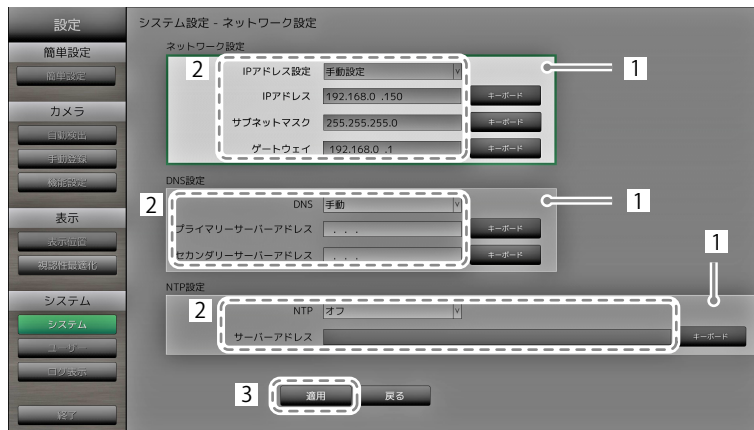 設定
簡単設定
簡単設定
カメラ
自動検出
手動登録
機能設定
表示
表示位置
視認性最適化
システム
システム
ユーザー
ログ表示
終了
システム設定 - ネットワーク設定
ネットワーク設定
2
1
IPアドレス設定 手動設定 v
IPアドレス 192.168.0 .150 キーボード
サブネットマスク 255.255.255.0 キーボード
ゲートウェイ 192.168.0 .1 キーボード
DNS設定
2
1
DNS 手動 v
プライマリーサーバーアドレス . . . キーボード
セカンダリーサーバーアドレス . . . キーボード
1
NTP設定
2
NTP オフ v
サーバーアドレス キーボード
3
適用 戻る